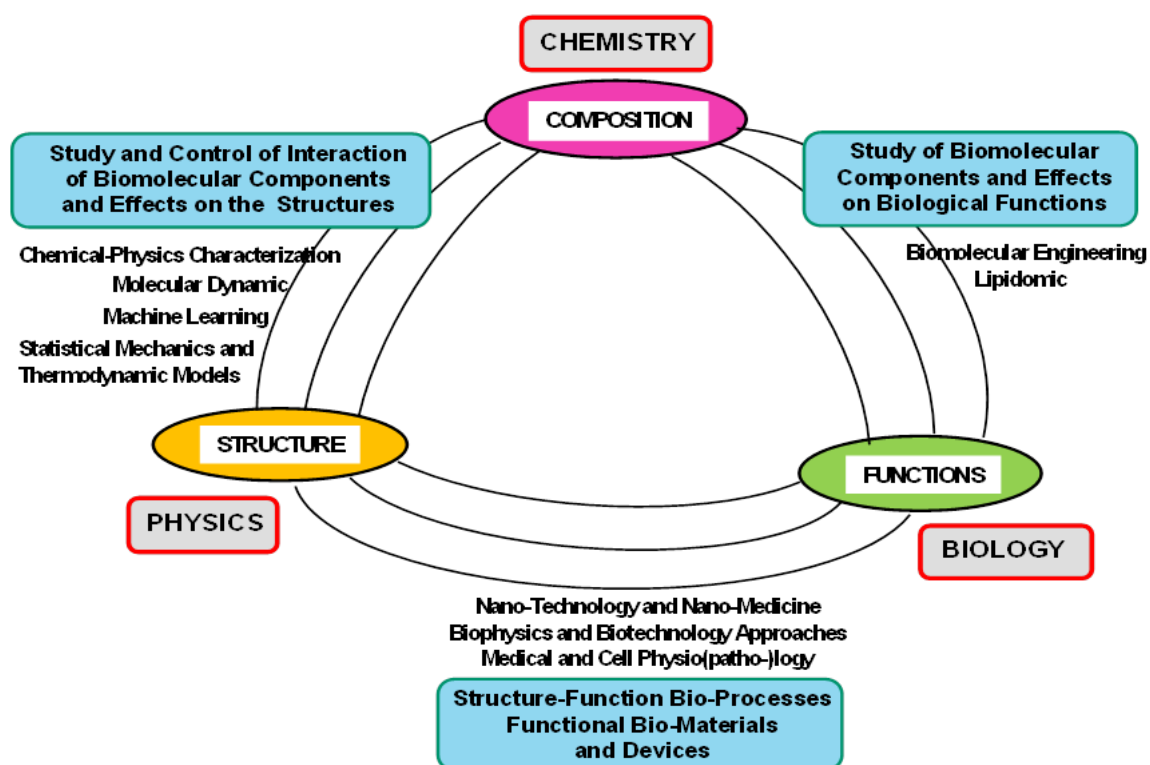 CHEMISTRY
COMPOSITION
Study and Control of Interaction
of Biomolecular Components
and Effects on the Structures
Study of Biomolecular
Components and Effects
on Biological Functions
Chemical-Physics Characterization
Molecular Dynamic
Machine Learning
Statistical Mechanics and
Thermodynamic Models
Biomolecular Engineering
Lipidomic
STRUCTURE
FUNCTIONS
PHYSICS
BIOLOGY
Nano-Technology and Nano-Medicine
Biophysics and Biotechnology Approaches
Medical and Cell Physio(patho-)logy
Structure-Function Bio-Processes
Functional Bio-Materials
and Devices